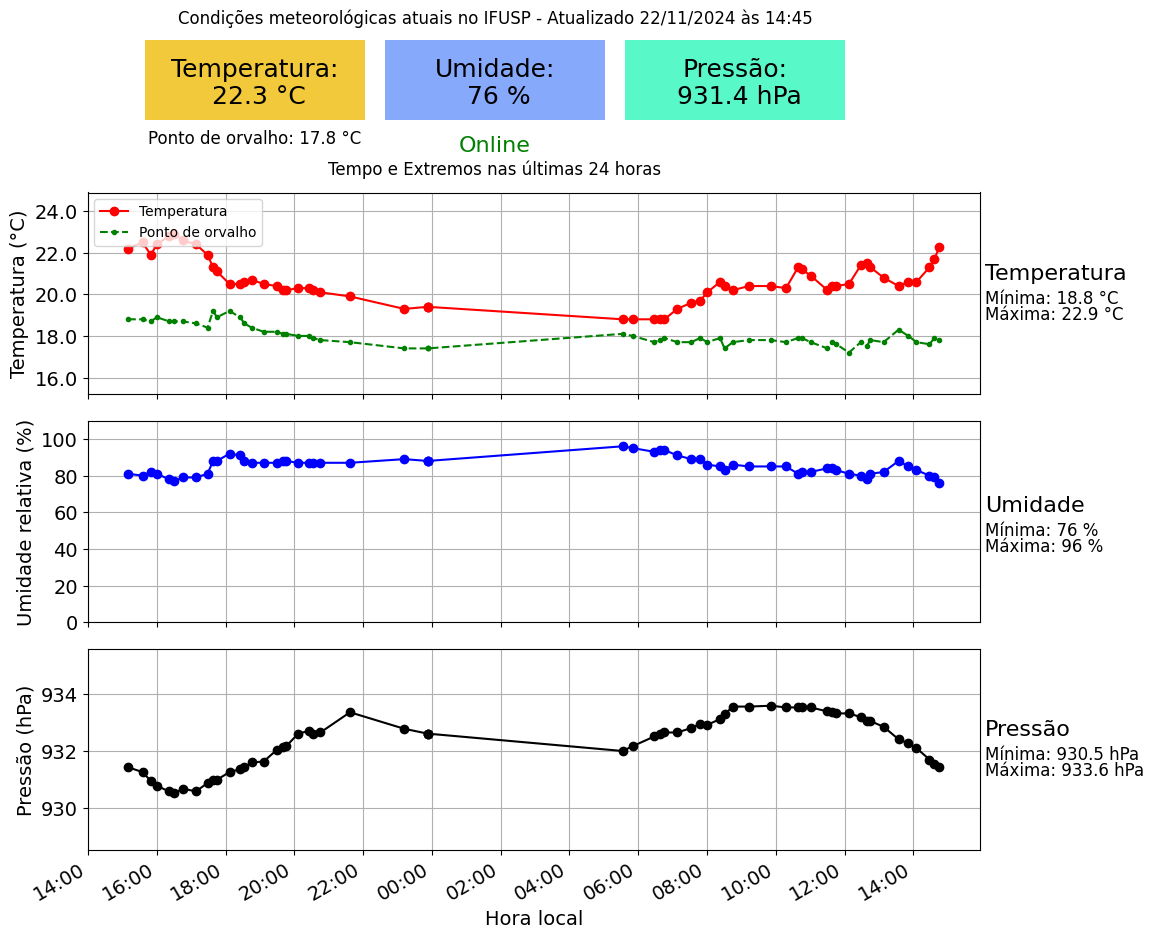 Condições meteorológicas atuais no IFUSP - Atualizado 22/11/2024 às 14:45
Temperatura:
22.3 °C
Umidade:
76 %
Pressão:
931.4 hPa
Ponto de orvalho: 17.8 °C
Online
Tempo e Extremos nas últimas 24 horas
Temperatura (°C)
24.0
22.0
20.0
18.0
16.0
Temperatura
Ponto de orvalho
Temperatura
Mínima: 18.8 °C
Máxima: 22.9 °C
Umidade relativa (%)
100
80
60
40
20
0
Umidade
Mínima: 76 %
Máxima: 96 %
Pressão (hPa)
934
932
930
Pressão
Mínima: 930.5 hPa
Máxima: 933.6 hPa
14:00 16:00 18:00 20:00 22:00 00:00 02:00 04:00 06:00 08:00 10:00 12:00 14:00
Hora local